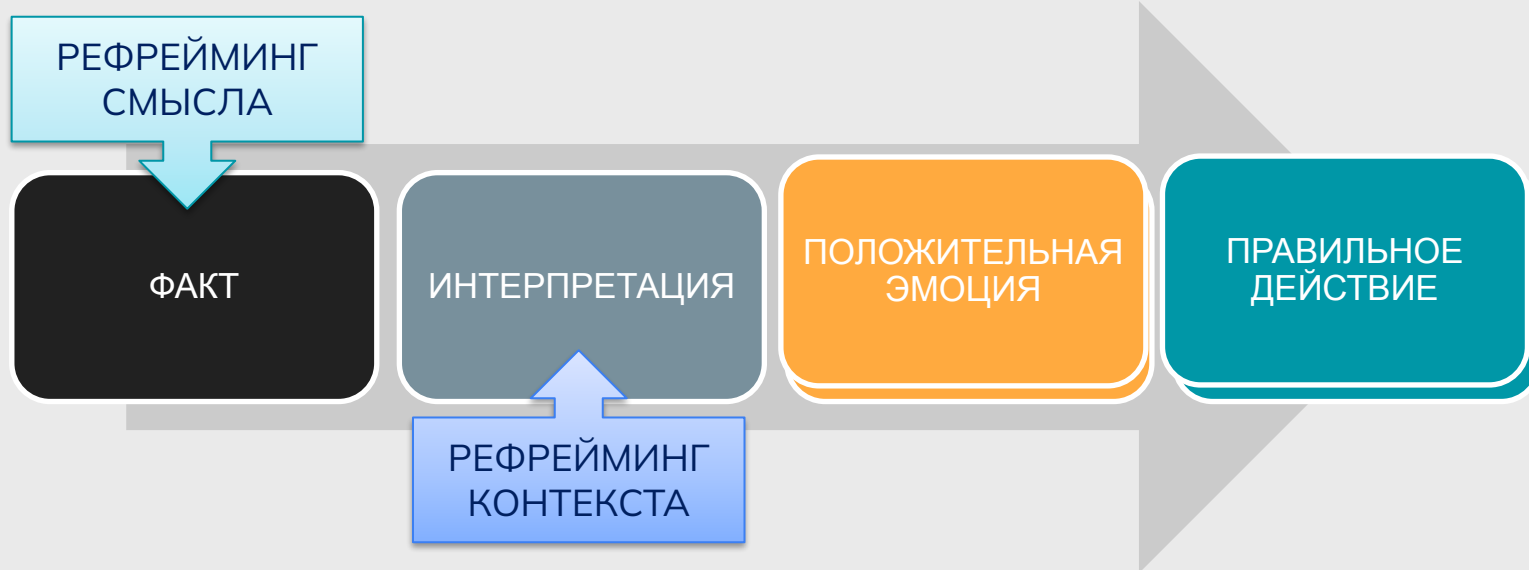 РЕФРЕЙМИНГ
СМЫСЛА
ФАКТ
ИНТЕРПРЕТАЦИЯ
ПОЛОЖИТЕЛЬНАЯ
ЭМОЦИЯ
ПРАВИЛЬНОЕ
ДЕЙСТВИЕ
РЕФРЕЙМИНГ
КОНТЕКСТА